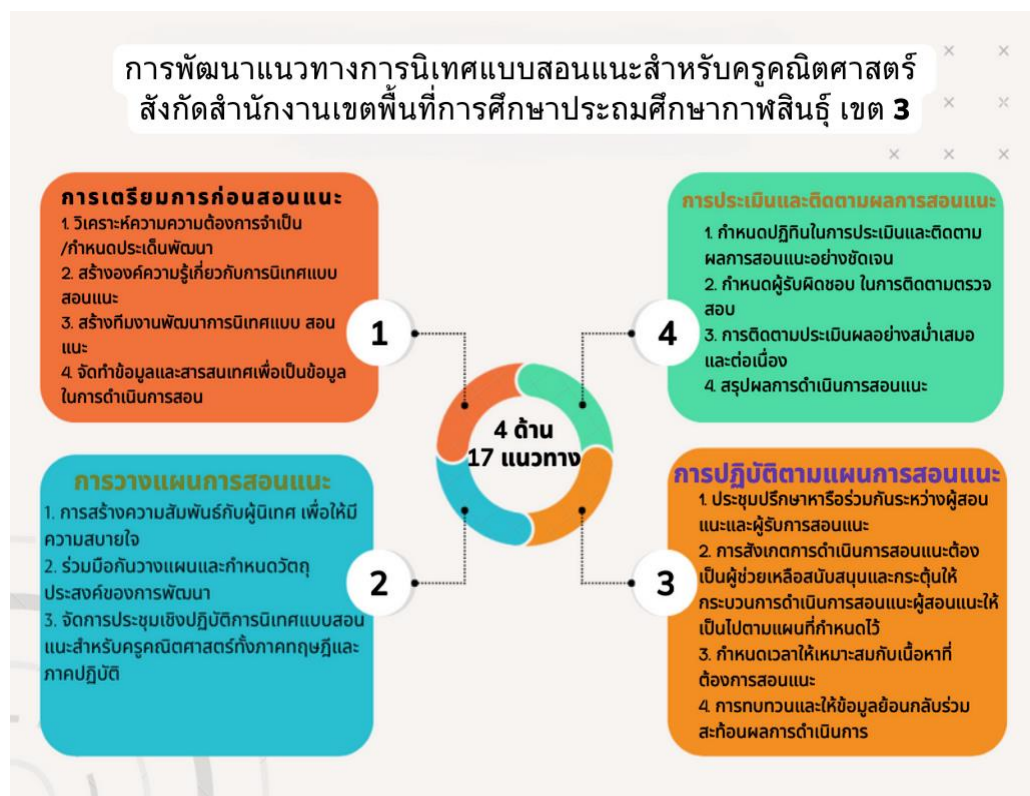 การพัฒนาแนวทางการนิเทศแบบสอนแนะสำหรับครูคณิตศาสตร์
สังกัดสำนักงานเขตพื้นที่การศึกษาประถมศึกษากาฬสินธุ์ เขต 3
การเตรียมการก่อนสอนแนะ
1. วิเคราะห์ความความต้องการจำเป็น
/กำหนดประเด็นพัฒนา
2. สร้างองค์ความรู้เกี่ยวกับการนิเทศแบบ
สอนแนะ
3. สร้างทีมงานพัฒนาการนิเทศแบบ สอน
แนะ
4. จัดทำข้อมูลและสารสนเทศเพื่อเป็นข้อมูล
ในการดำเนินการสอน
1
การวางแผนการสอนแนะ
1. การสร้างความสัมพันธ์กับผู้นิเทศ เพื่อให้มี
ความสบายใจ
2. ร่วมมือกันวางแผนและกำหนดวัตถุ
ประสงค์ของการพัฒนา
3. จัดการประชุมเชิงปฏิบัติการนิเทศแบบสอน
แนะสำหรับครูคณิตศาสตร์ทั้งภาคทฤษฎีและ
ภาคปฏิบัติ
2
4 ด้าน
17 แนวทาง
การปฏิบัติตามแผนการสอนแนะ
1. ประชุมปรึกษาหารือร่วมกันระหว่างผู้สอน
แนะและผู้รับการสอนแนะ
2. การสังเกตการดำเนินการสอนแนะต้อง
เป็นผู้ช่วยเหลือสนับสนุนและกระตุ้นให้
กระบวนการดำเนินการสอนแนะผู้สอนแนะให้
เป็นไปตามแผนที่กำหนดไว้
3. กำหนดเวลาให้เหมาะสมกับเนื้อหาที่
ต้องการสอนแนะ
4. การทบทวนและให้ข้อมูลย้อนกลับร่วม
สะท้อนผลการดำเนินการ
3
การประเมินและติดตามผลการสอนแนะ
1. กำหนดปฏิทินในการประเมินและติดตาม
ผลการสอนแนะอย่างชัดเจน
2. กำหนดผู้รับผิดชอบ ในการติดตามตรวจ
สอบ
3. การติดตามประเมินผลอย่างสม่ำเสมอ
และต่อเนื่อง
4. สรุปผลการดำเนินการสอนแนะ
4